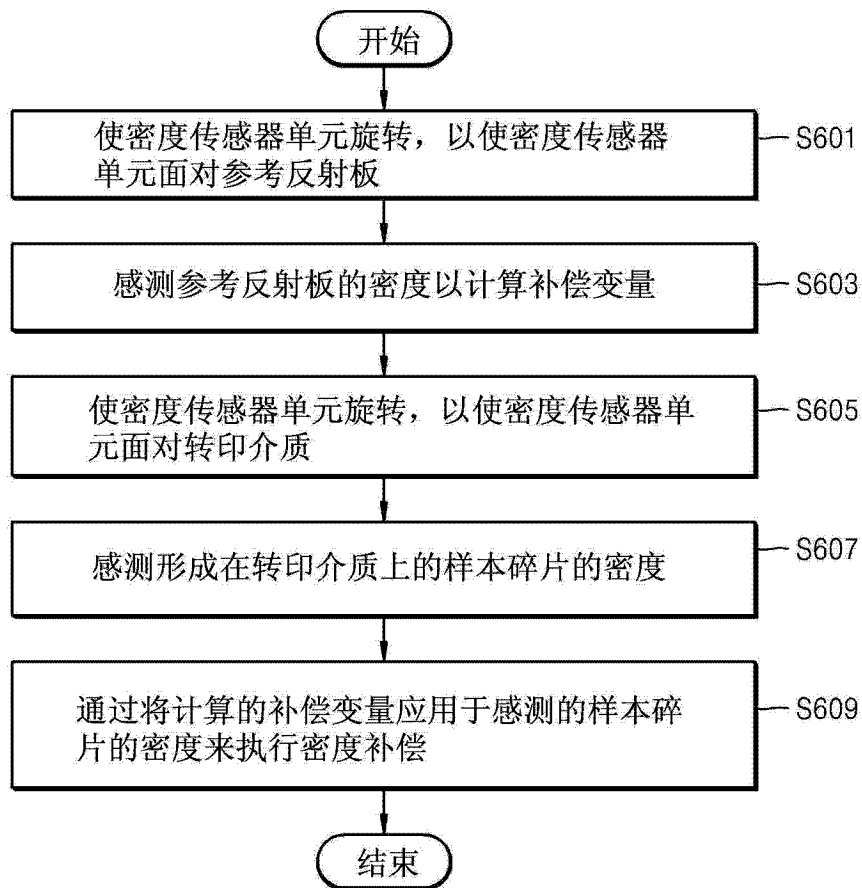 开始
使密度传感器单元旋转，以使密度传感器
单元面对参考反射板
S601
感测参考反射板的密度以计算补偿变量
S603
使密度传感器单元旋转，以使密度传感器单
元面对转印介质
S605
感测形成在转印介质上的样本碎片的密度
S607
通过将计算的补偿变量应用于感测的样本碎
片的密度来执行密度补偿
S609
结束